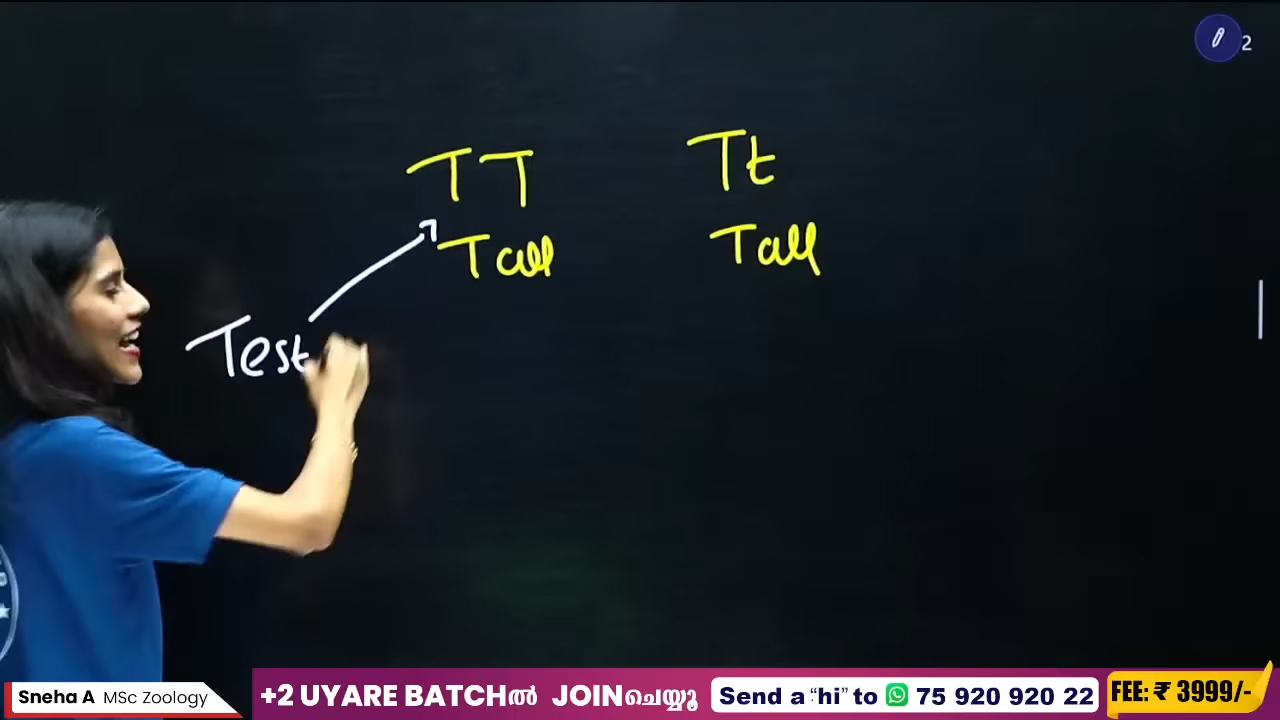 2
TT Tt
Tall Tall
Test
Sneha A MSc Zoology
+2 UYARE BATCHൽ JOINചെയ്യൂ
Send a “hi” to 75 920 920 22
FEE: ₹ 3999/-